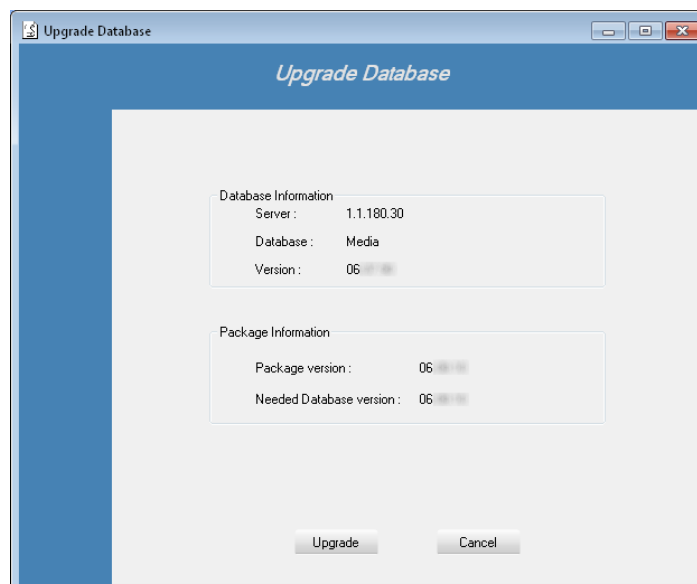 Upgrade Database
Upgrade Database
Database Information
Server : 1.1.180.30
Database : Media
Version : 06
Package Information
Package version : 06
Needed Database version : 06
Upgrade Cancel